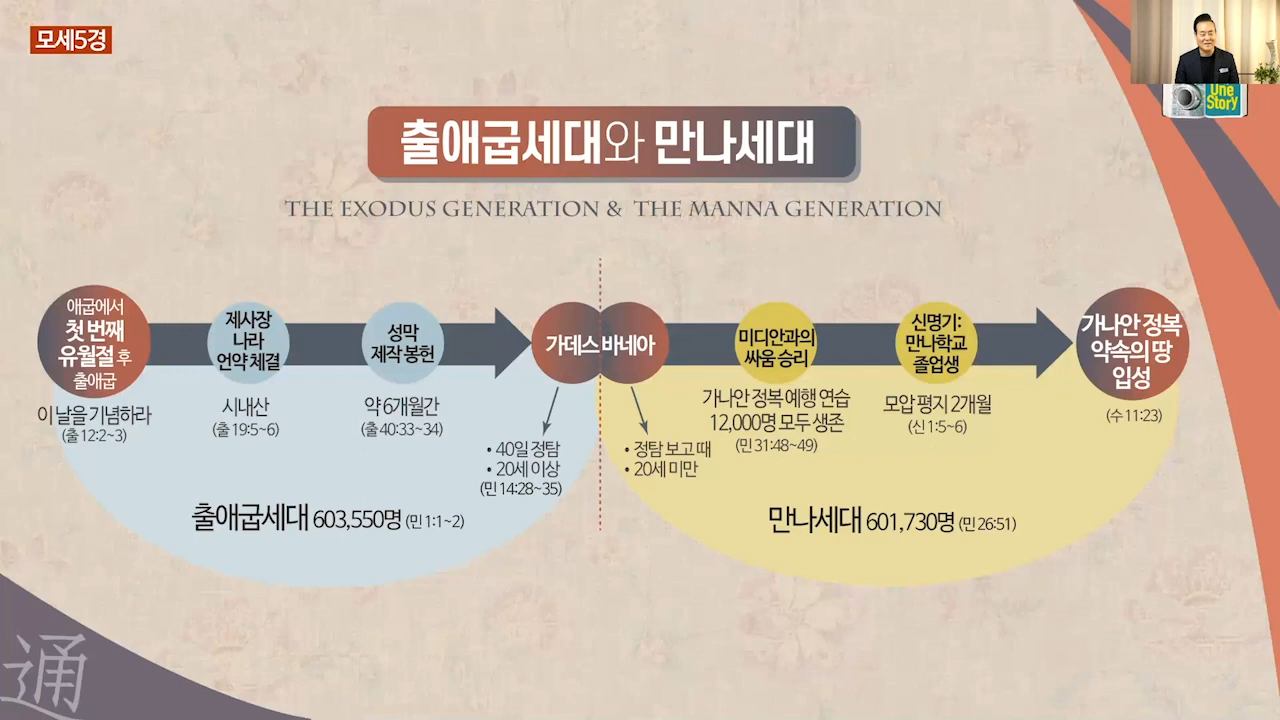 모세5경
One
Story
출애굽세대와 만나세대
THE EXODUS GENERATION & THE MANNA GENERATION
애굽에서
첫 번째
유월절 후
출애굽
이 날을 기념하라
(출 12:2~3)
제사장
나라
언약 체결
시내산
(출 19:5~6)
성막
제작 봉헌
약 6개월간
(출 40:33~34)
가데스 바네아
• 40일 정탐
• 20세 이상
(민 14:28~35)
• 정탐 보고 때
• 20세 미만
미디안과의
싸움 승리
가나안 정복 예행 연습
12,000명 모두 생존
(민 31:48~49)
신명기:
만나학교
졸업생
모압 평지 2개월
(신 1:5~6)
가나안 정복
약속의 땅
입성
(수 11:23)
출애굽세대 603,550명 (민 1:1~2)
만나세대 601,730명 (민 26:51)
通